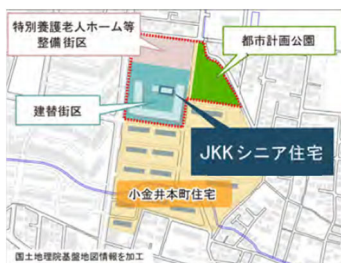 特別養護老人ホーム等
整備街区
都市計画公園
建替街区
JKKシニア住宅
小金井本町住宅
国土地理院基盤地図情報を加工